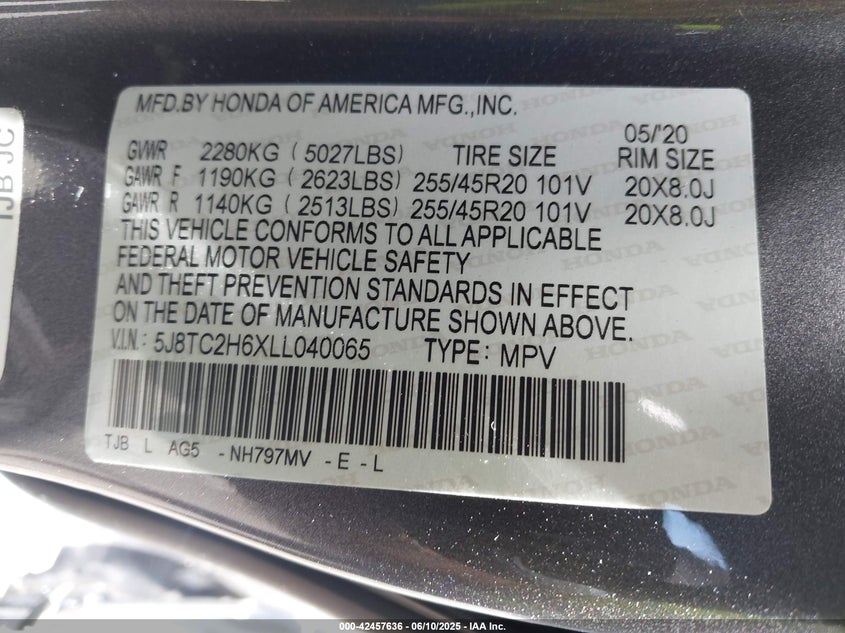 MFD.BY HONDA OF AMERICA MFG.,INC.
05/'20
GVWR 2280KG (5027LBS) TIRE SIZE RIM SIZE
GAWR F 1190KG (2623LBS) 255/45R20 101V 20X8.0J
GAWR R 1140KG (2513LBS) 255/45R20 101V 20X8.0J
THIS VEHICLE CONFORMS TO ALL APPLICABLE
FEDERAL MOTOR VEHICLE SAFETY
AND THEFT PREVENTION STANDARDS IN EFFECT
ON THE DATE OF MANUFACTURE SHOWN ABOVE.
V.I.N.: 5J8TC2H6XLL040065 TYPE: MPV
TJB L AG5 -NH797MV -E -L
TJB JC
000-42457636 - 06/10/2025 - IAA Inc.